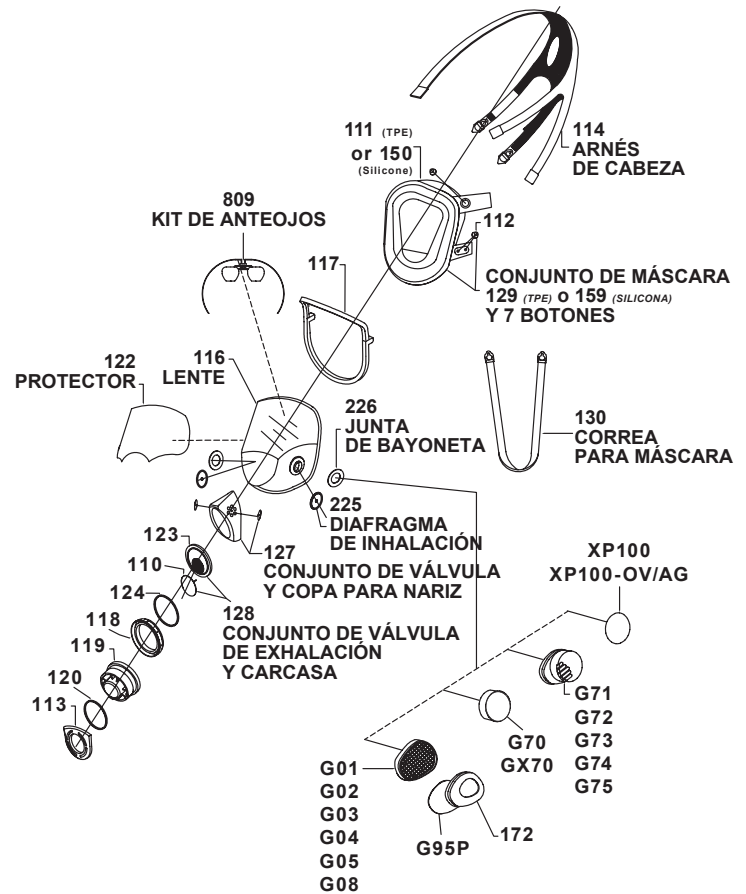 111 (TPE)
or 150
(Silicone)
114
ARNÉS
DE CABEZA
809
KIT DE ANTEOJOS
112
117
CONJUNTO DE MÁSCARA
129 (TPE) o 159 (SILICONA)
Y 7 BOTONES
122
PROTECTOR
116
LENTE
226
JUNTA
DE BAYONETA
130
CORREA
PARA MÁSCARA
225
DIAFRAGMA
DE INHALACIÓN
123
127
CONJUNTO DE VÁLVULA
Y COPA PARA NARIZ
110
124
128
CONJUNTO DE VÁLVULA
DE EXHALACIÓN
Y CARCASA
118
119
120
113
XP100
XP100-OV/AG
G71
G72
G73
G74
G75
G70
GX70
G01
G02
G03
G04
G05
G08
G95P
172